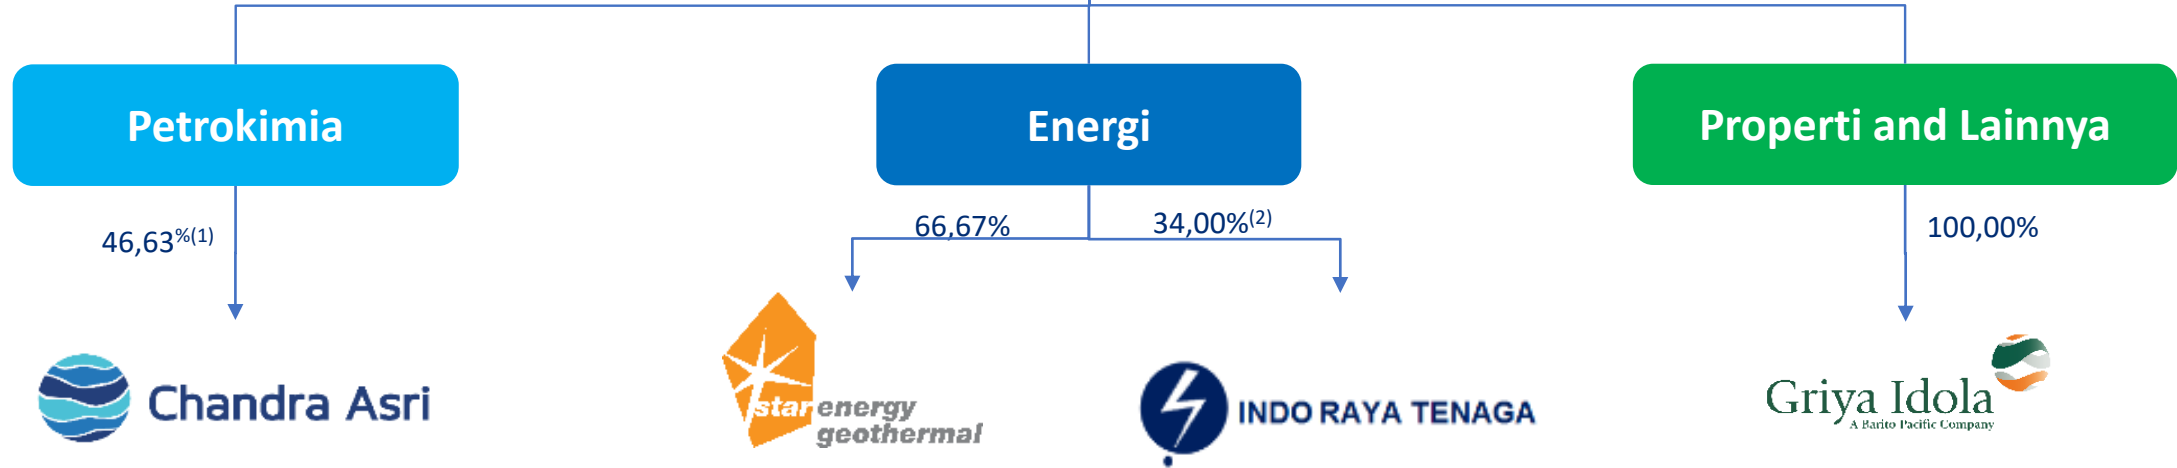 Petrokimia
Energi
Properti and Lainnya
46,63%(1)
66,67%
34,00%(2)
100,00%
Chandra Asri
star energy
geothermal
INDO RAYA TENAGA
Griya Idola
A Barito Pacific Company